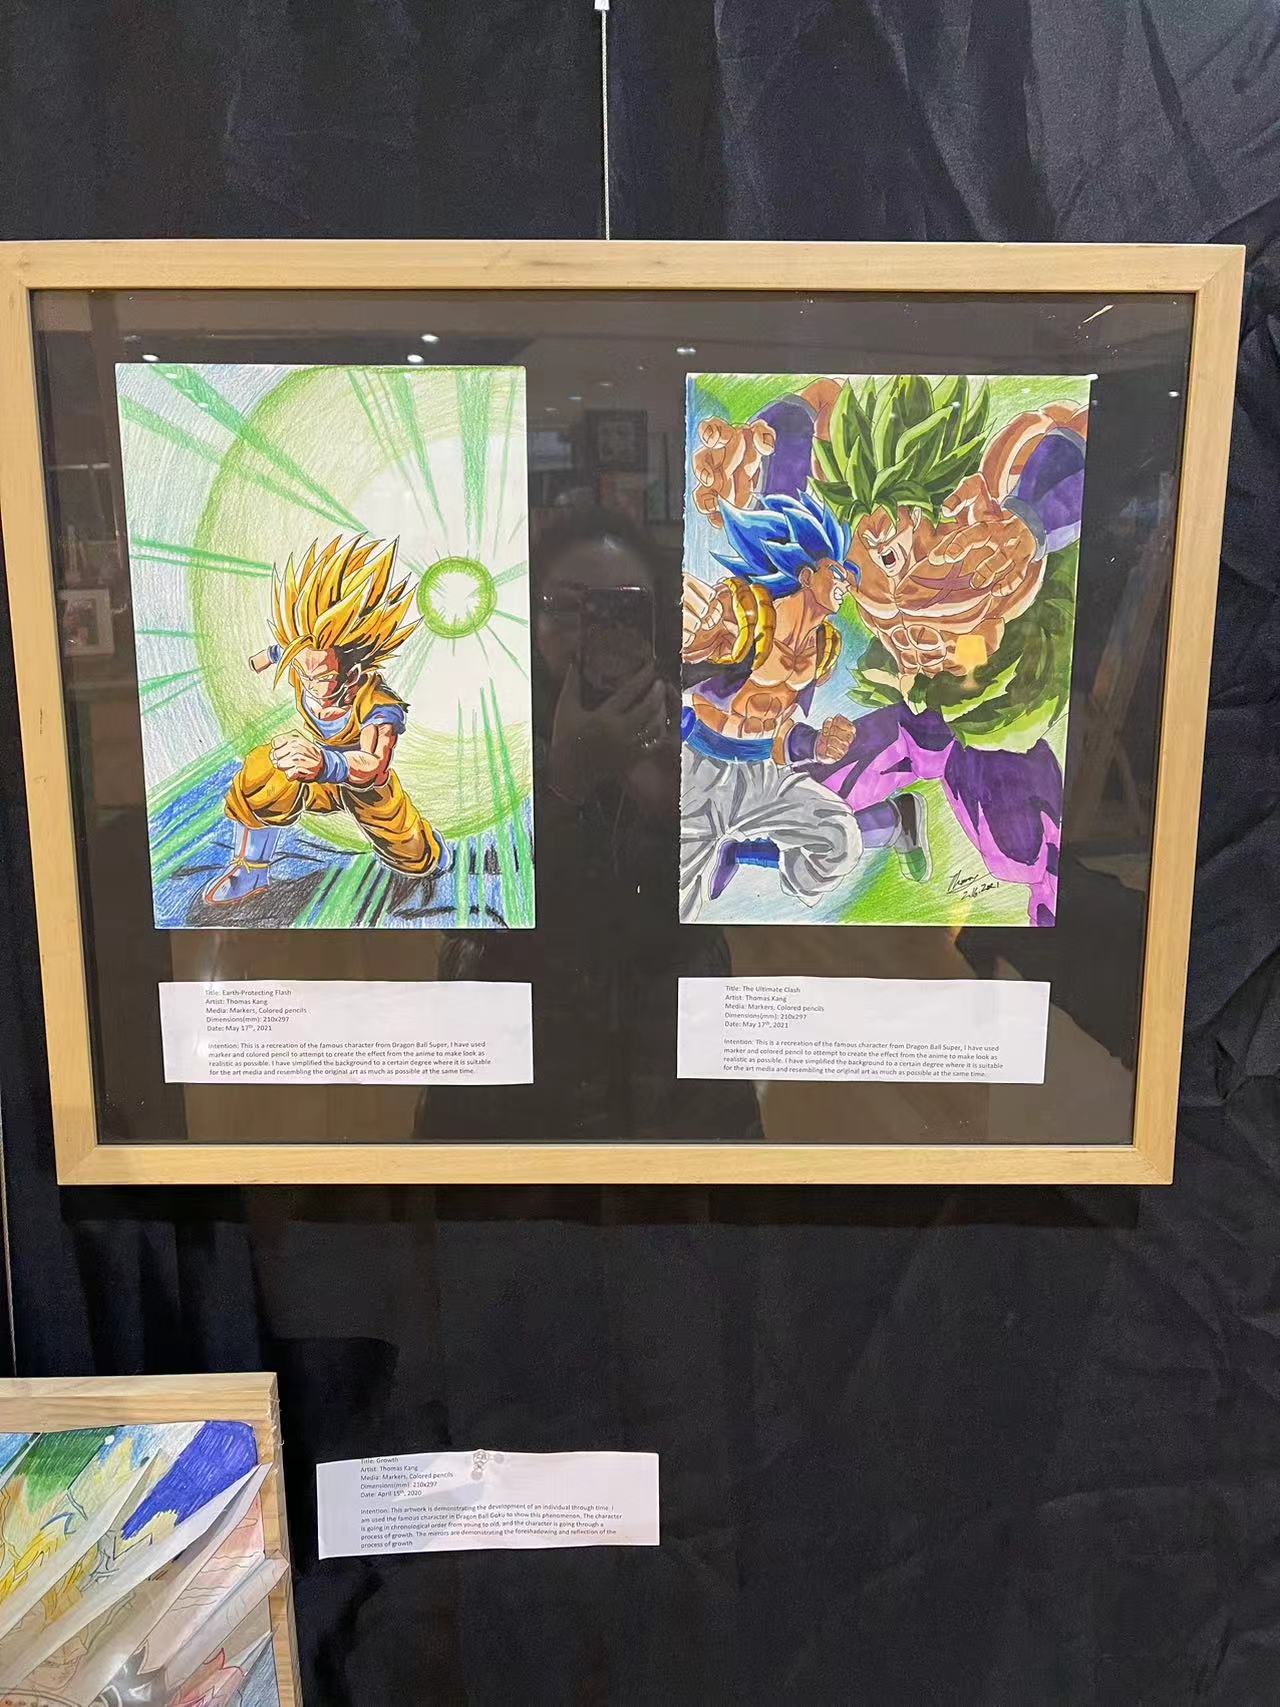 Title: Earth-Protecting Flash
Artist: Thomas Kang
Media: Markers, Colored pencils
Dimensions(mm): 210x297
Date: May 17th, 2021
Intention: This is a recreation of the famous character from Dragon Ball Super, I have used
marker and colored pencil to attempt to create the effect from the anime to make look as
realistic as possible. I have simplified the background to a certain degree where it is suitable
for the art media and resembling the original art as much as possible at the same time.
Title: The Ultimate Clash
Artist: Thomas Kang
Media: Markers, Colored pencils
Dimensions(mm): 210x297
Date: May 17th, 2021
Intention: This is a recreation of the famous character from Dragon Ball Super, I have used
marker and colored pencil to attempt to create the effect from the anime to make look as
realistic as possible. I have simplified the background to a certain degree where it is suitable
for the art media and resembling the original art as much as possible at the same time.
Title: Growth
Artist: Thomas Kang
Media: Markers, Colored pencils
Dimensions(mm): 210x297
Date: April 15th, 2020
Intention: This artwork is demonstrating the development of an individual through time. I
am used the famous character in Dragon Ball Goku to show this phenomenon. The character
is going in chronological order from young to old, and the character is going through a
process of growth. The mirrors are demonstrating the foreshadowing and reflection of the
process of growth